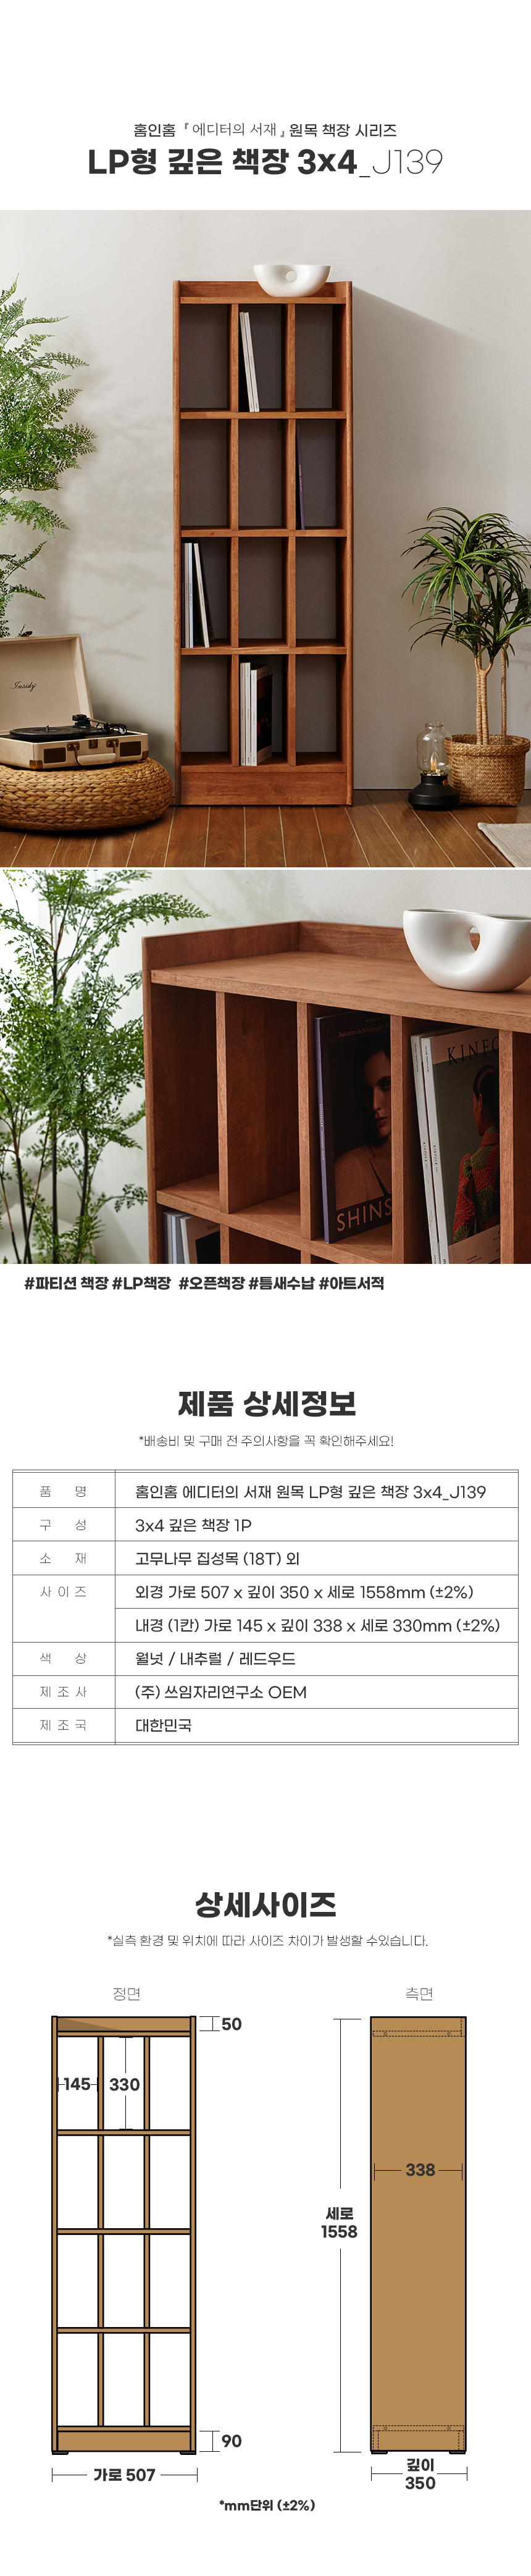 홈인홈 『에디터의 서재』 원목 책장 시리즈
LP형 깊은 책장 3x4_J139
Insidy
SHINS
KINFO
#파티션 책장 #LP책장 #오픈책장 #틈새수납 #아트서적
제품 상세정보
*배송비 및 구매 전 주의사항을 꼭 확인해주세요!
품 명 홈인홈 에디터의 서재 원목 LP형 깊은 책장 3x4_J139
구 성 3x4 깊은 책장 1P
소 재 고무나무 집성목 (18T) 외
사 이 즈 외경 가로 507 x 깊이 350 x 세로 1558mm (±2%)
내경 (1칸) 가로 145 x 깊이 338 x 세로 330mm (±2%)
색 상 월넛 / 내추럴 / 레드우드
제 조 사 (주) 쓰임자리연구소 OEM
제 조 국 대한민국
상세사이즈
*실측 환경 및 위치에 따라 사이즈 차이가 발생할 수있습니다.
정면
측면
50
145
330
338
세로
1558
90
가로 507
깊이
350
*mm단위 (±2%)